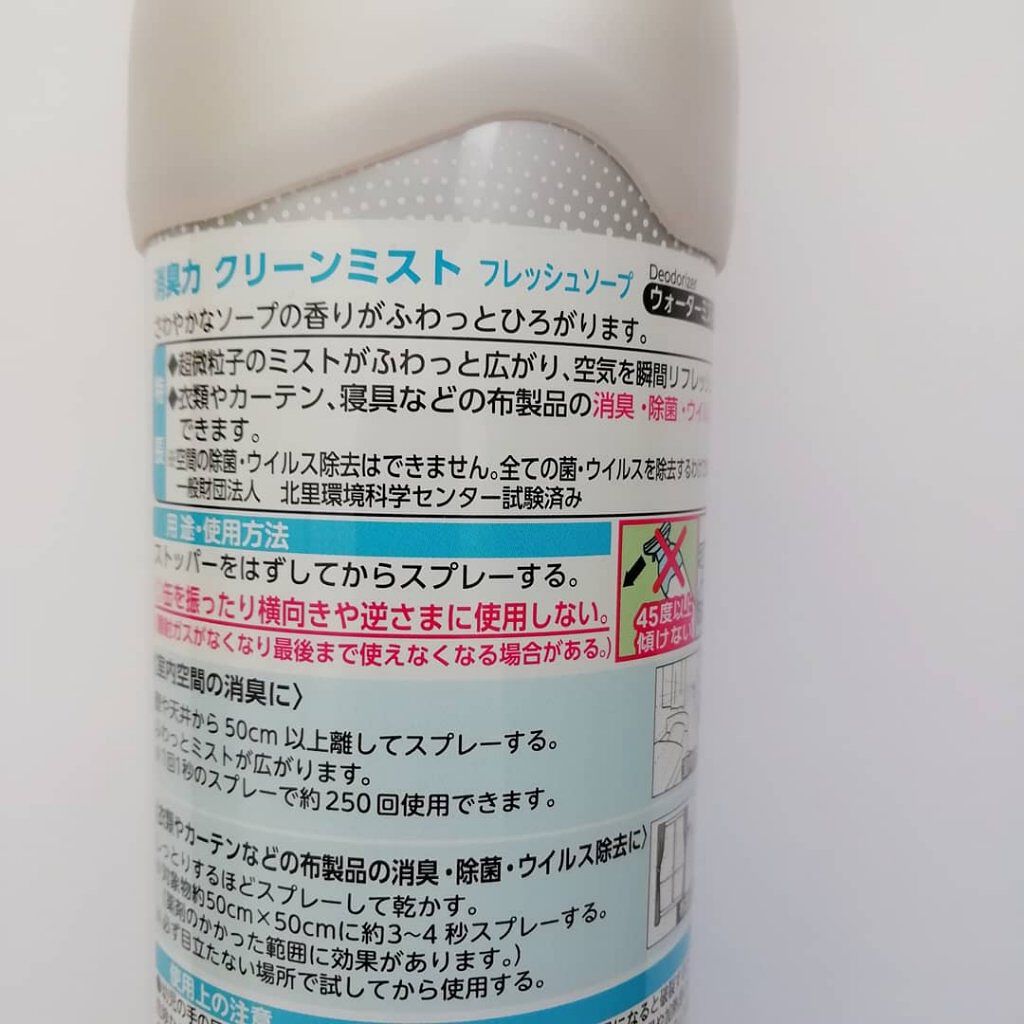 消臭力 クリーンミスト フレッシュソープ
Deodorizer
ウォーターミ
さわやかなソープの香りがふわっとひろがります。
特長
◆超微粒子のミストがふわっと広がり、空気を瞬間リフレッシ
◆衣類やカーテン、寝具などの布製品の消臭・除菌・ウイル
できます。
※空間の除菌・ウイルス除去はできません。全ての菌・ウイルスを除去するわけ
一般財団法人 北里環境科学センター試験済み
用途・使用方法
ストッパーをはずしてからスプレーする。
缶を振ったり横向きや逆さまに使用しない。
噴射ガスがなくなり最後まで使えなくなる場合がある。)
45度以上
傾けない
〈室内空間の消臭に〉
壁や天井から50cm以上離してスプレーする。
ふわっとミストが広がります。
1回1秒のスプレーで約250回使用できます。
〈衣類やカーテンなどの布製品の消臭・除菌・ウイルス除去に〉
しっとりするほどスプレーして乾かす。
対象物約50cm×50cmに約3~4秒スプレーする。
(薬剤のかかった範囲に効果があります。)
必ず目立たない場所で試してから使用する。
使用上の注意